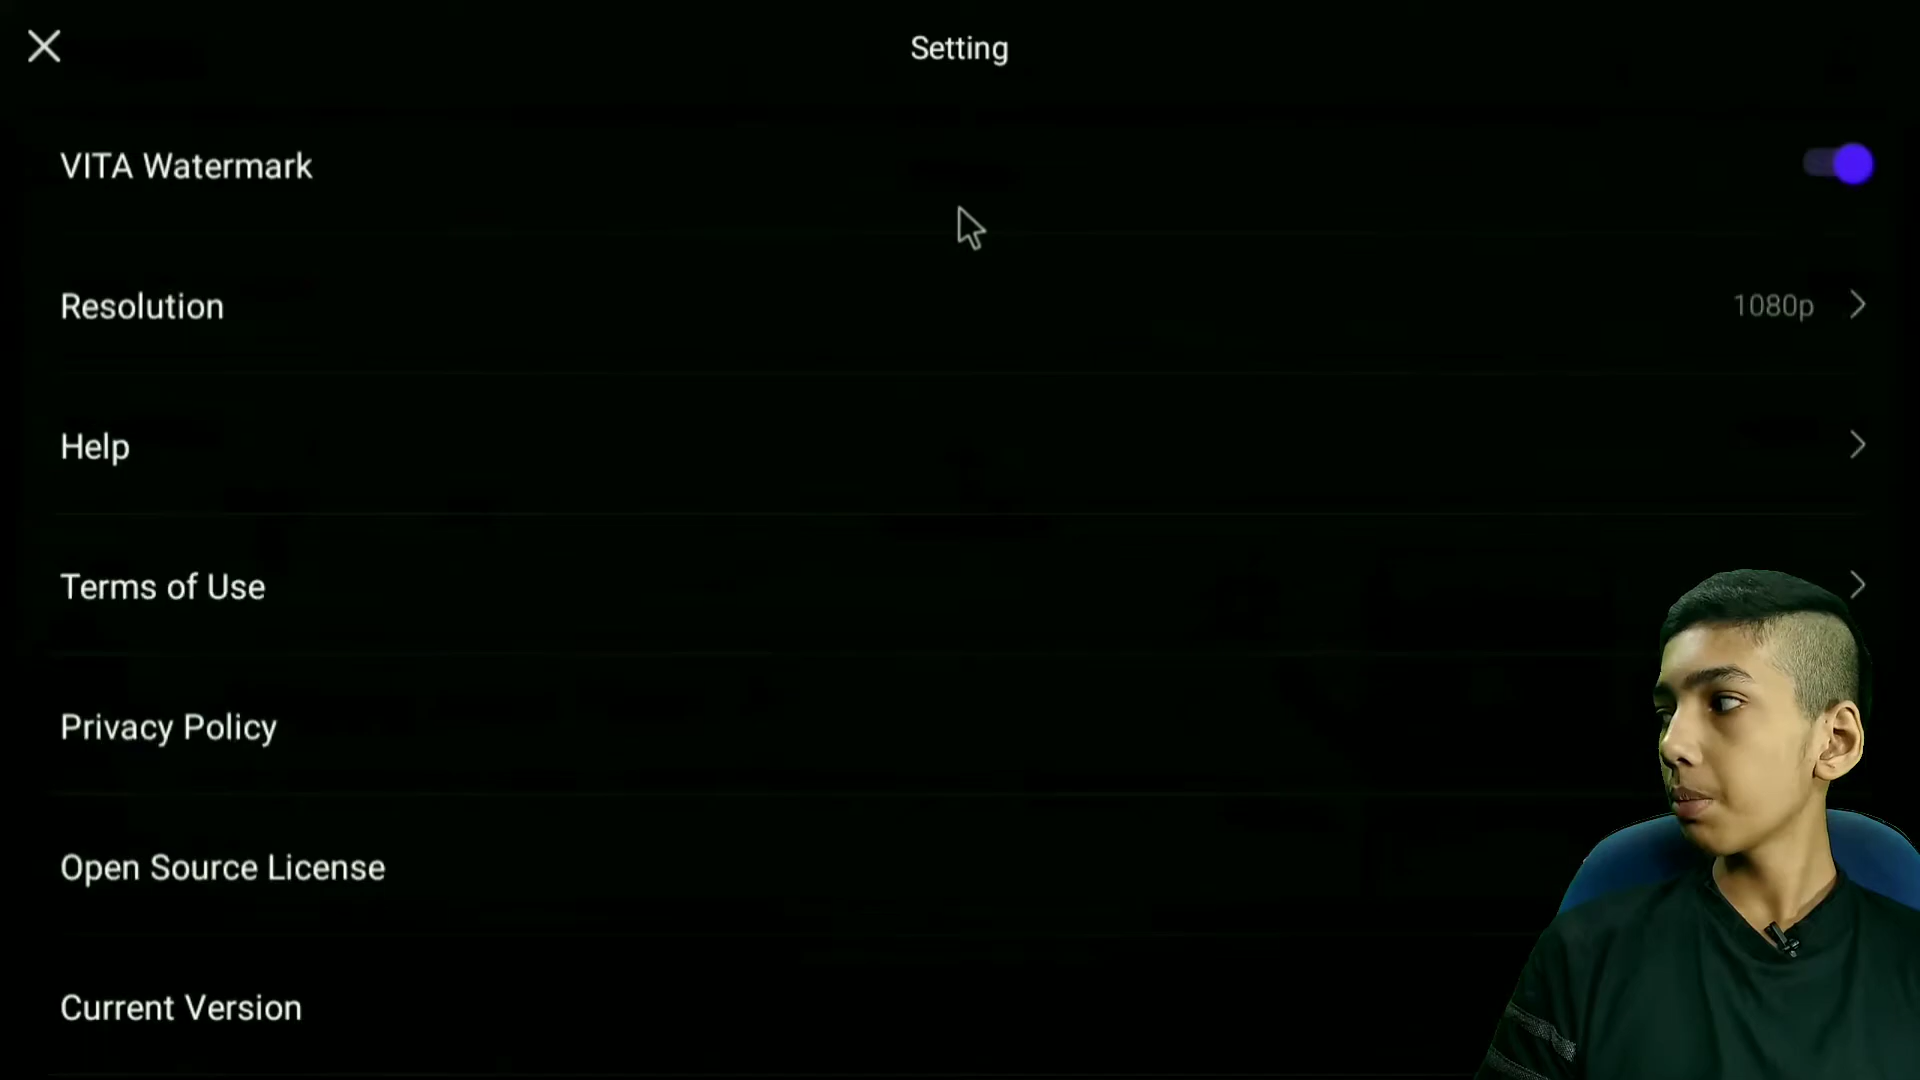 Setting
VITA Watermark
Resolution 1080p
Help
Terms of Use
Privacy Policy
Open Source License
Current Version